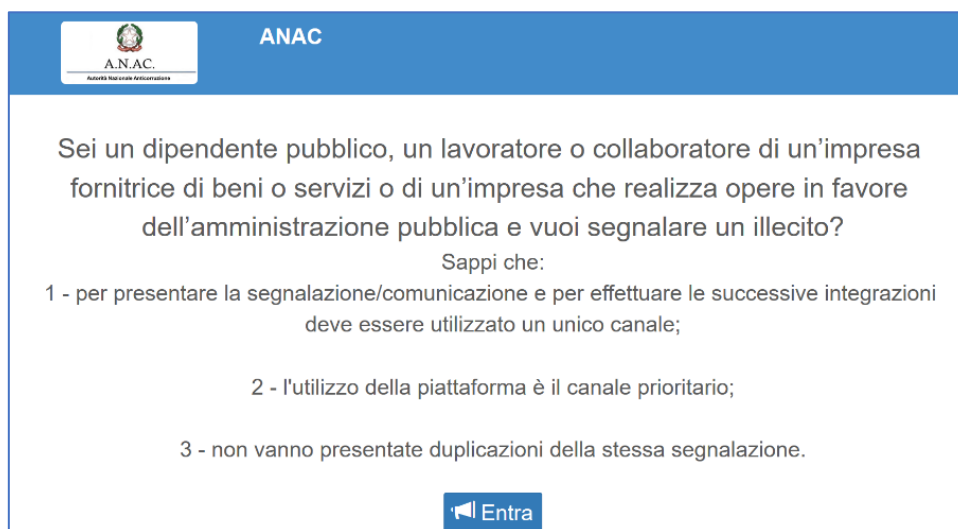 A.N.AC.
Autorità Nazionale Anticorruzione
ANAC
Sei un dipendente pubblico, un lavoratore o collaboratore di un’impresa
fornitrice di beni o servizi o di un’impresa che realizza opere in favore
dell’amministrazione pubblica e vuoi segnalare un illecito?
Sappi che:
1 - per presentare la segnalazione/comunicazione e per effettuare le successive integrazioni
deve essere utilizzato un unico canale;
2 - l'utilizzo della piattaforma è il canale prioritario;
3 - non vanno presentate duplicazioni della stessa segnalazione.
Entra